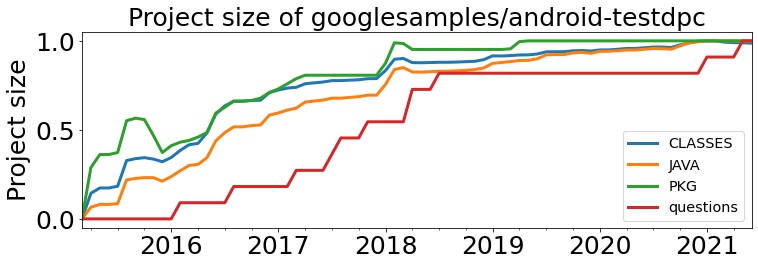 Project size of googlesamples/android-testdpc
Project size
1.0
0.5
0.0
2016 2017 2018 2019 2020 2021
CLASSES
JAVA
PKG
questions